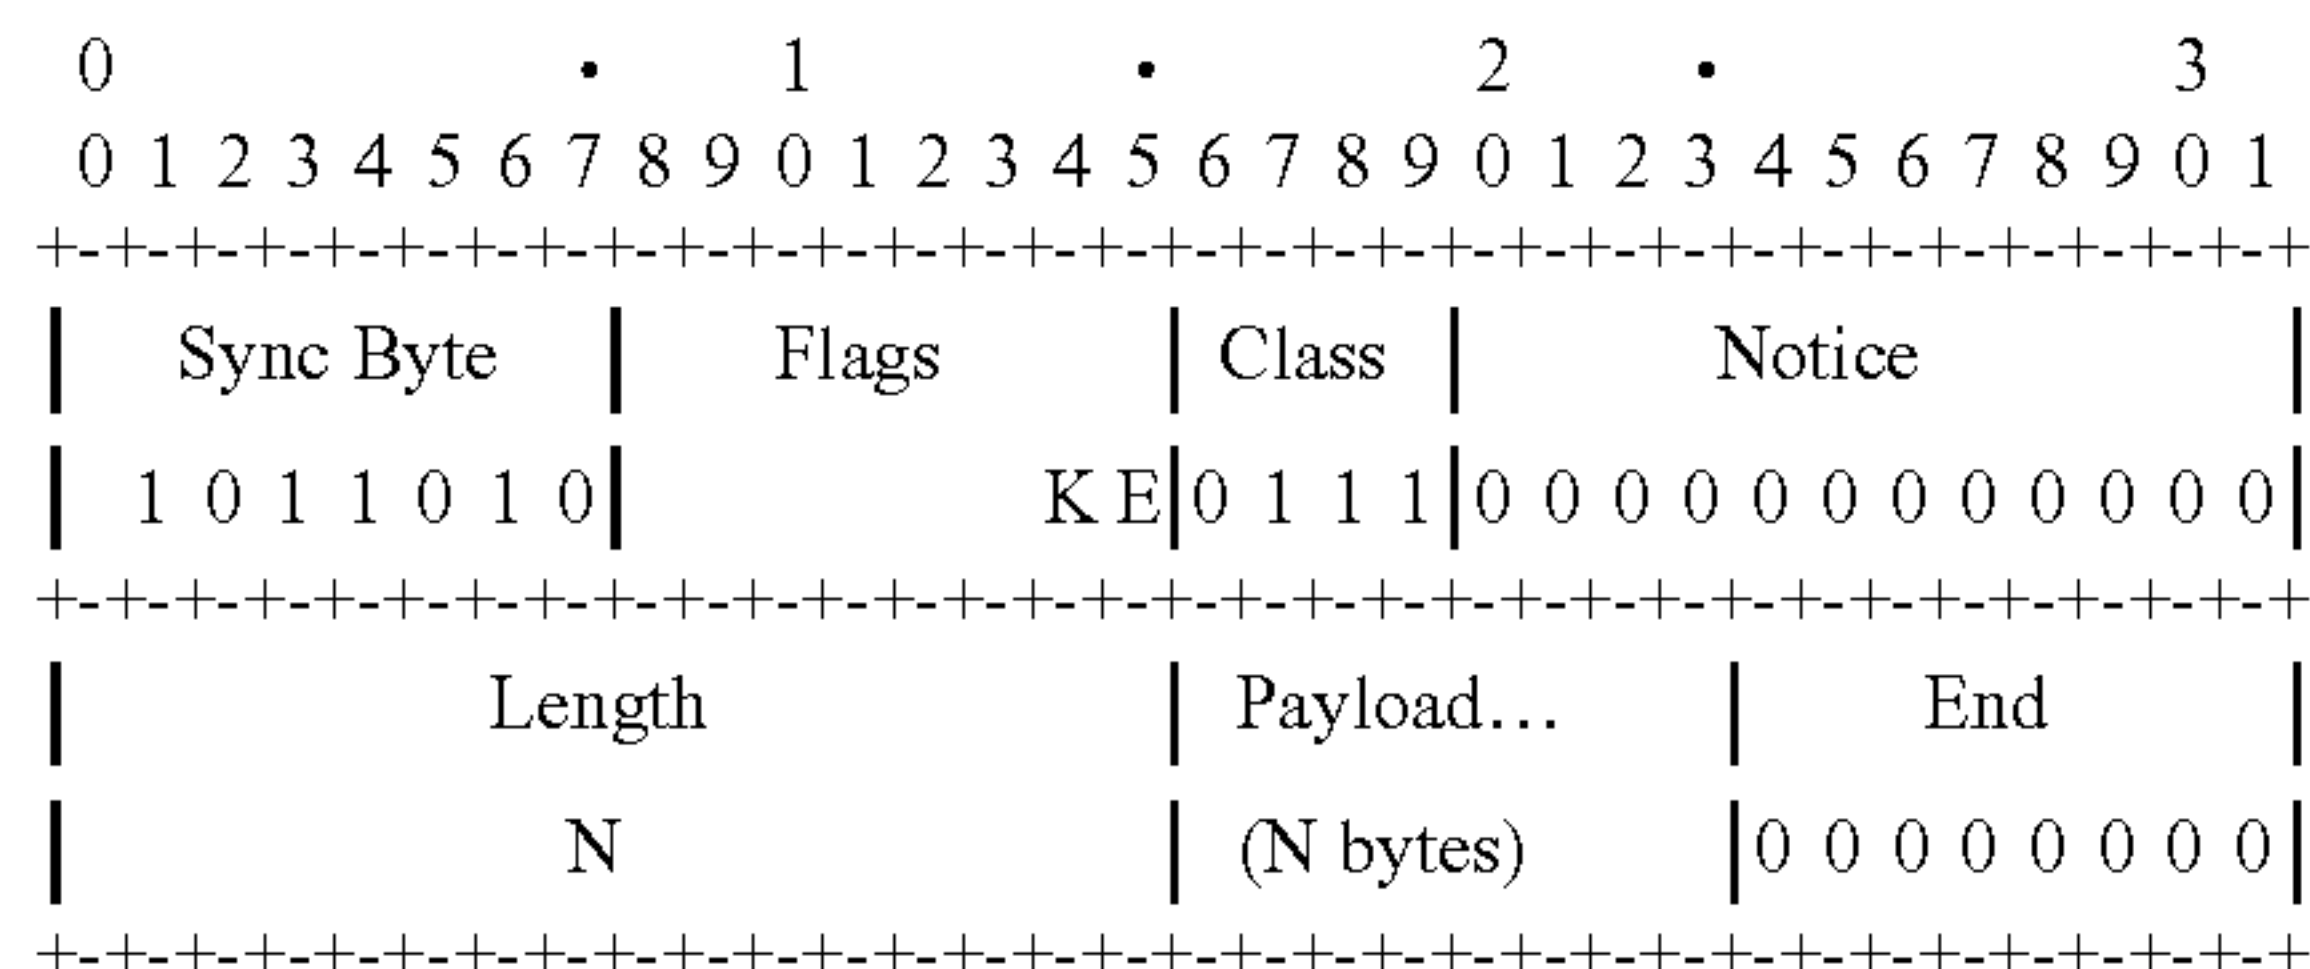 0 • 1 • 2 • 3
0 1 2 3 4 5 6 7 8 9 0 1 2 3 4 5 6 7 8 9 0 1 2 3 4 5 6 7 8 9 0 1
+-+-+-+-+-+-+-+-+-+-+-+-+-+-+-+-+-+-+-+-+-+-+-+-+-+-+-+-+-+-+-+-+
| Sync Byte | Flags | Class | Notice |
| 1 0 1 1 0 1 0| K E|0 1 1 1|0 0 0 0 0 0 0 0 0 0 0 0|
+-+-+-+-+-+-+-+-+-+-+-+-+-+-+-+-+-+-+-+-+-+-+-+-+-+-+-+-+-+-+-+-+
| Length | Payload... | End |
| N | (N bytes) |0 0 0 0 0 0 0 0|
+-+-+-+-+-+-+-+-+-+-+-+-+-+-+-+-+-+-+-+-+-+-+-+-+-+-+-+-+-+-+-+-+